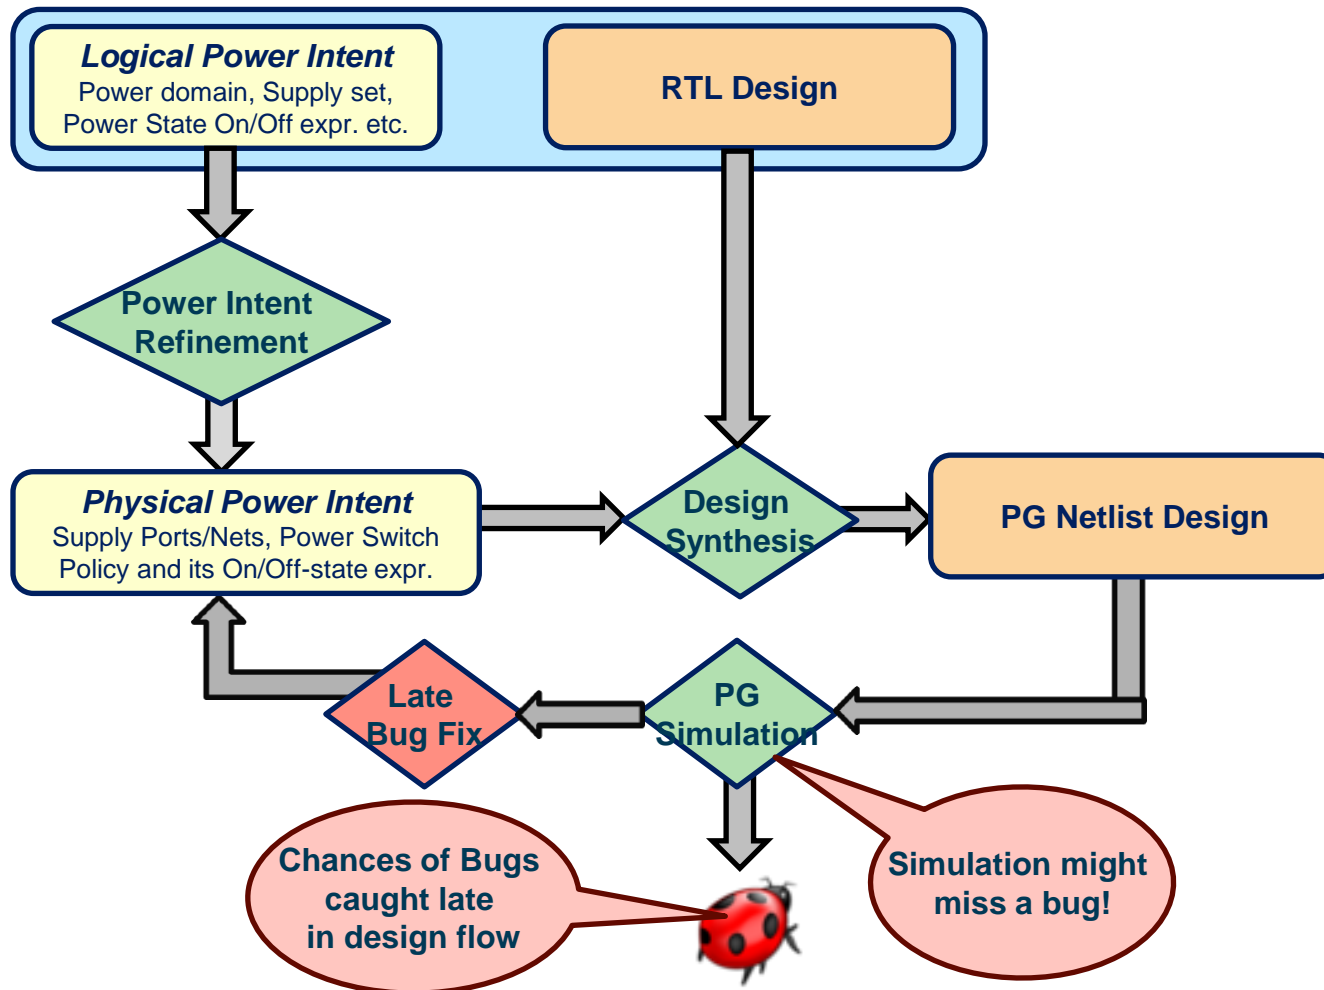 Logical Power Intent
Power domain, Supply set,
Power State On/Off expr. etc.
RTL Design
Power Intent
Refinement
Physical Power Intent
Supply Ports/Nets, Power Switch
Policy and its On/Off-state expr.
Design
Synthesis
PG Netlist Design
Late
Bug Fix
PG
Simulation
Chances of Bugs
caught late
in design flow
Simulation might
miss a bug!